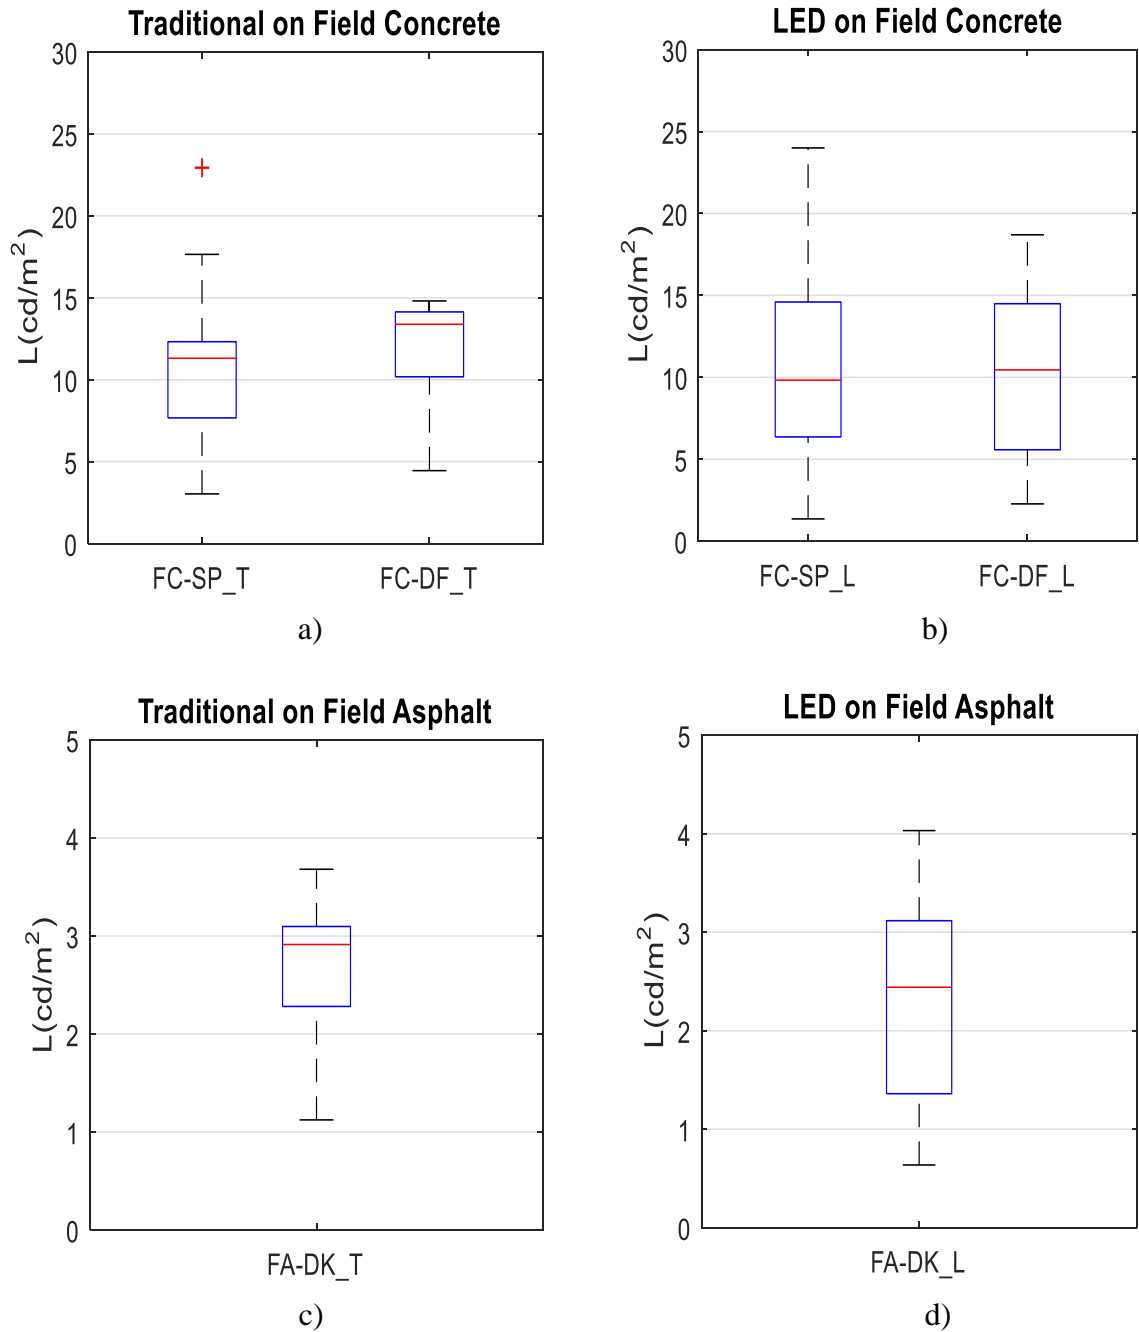 Traditional on Field Concrete
30
25
20
15
10
5
0
L(cd/m²)
FC-SP_T
FC-DF_T
a)
LED on Field Concrete
30
25
20
15
10
5
0
L(cd/m²)
FC-SP_L
FC-DF_L
b)
Traditional on Field Asphalt
5
4
3
2
1
0
L(cd/m²)
FA-DK_T
c)
LED on Field Asphalt
5
4
3
2
1
0
L(cd/m²)
FA-DK_L
d)